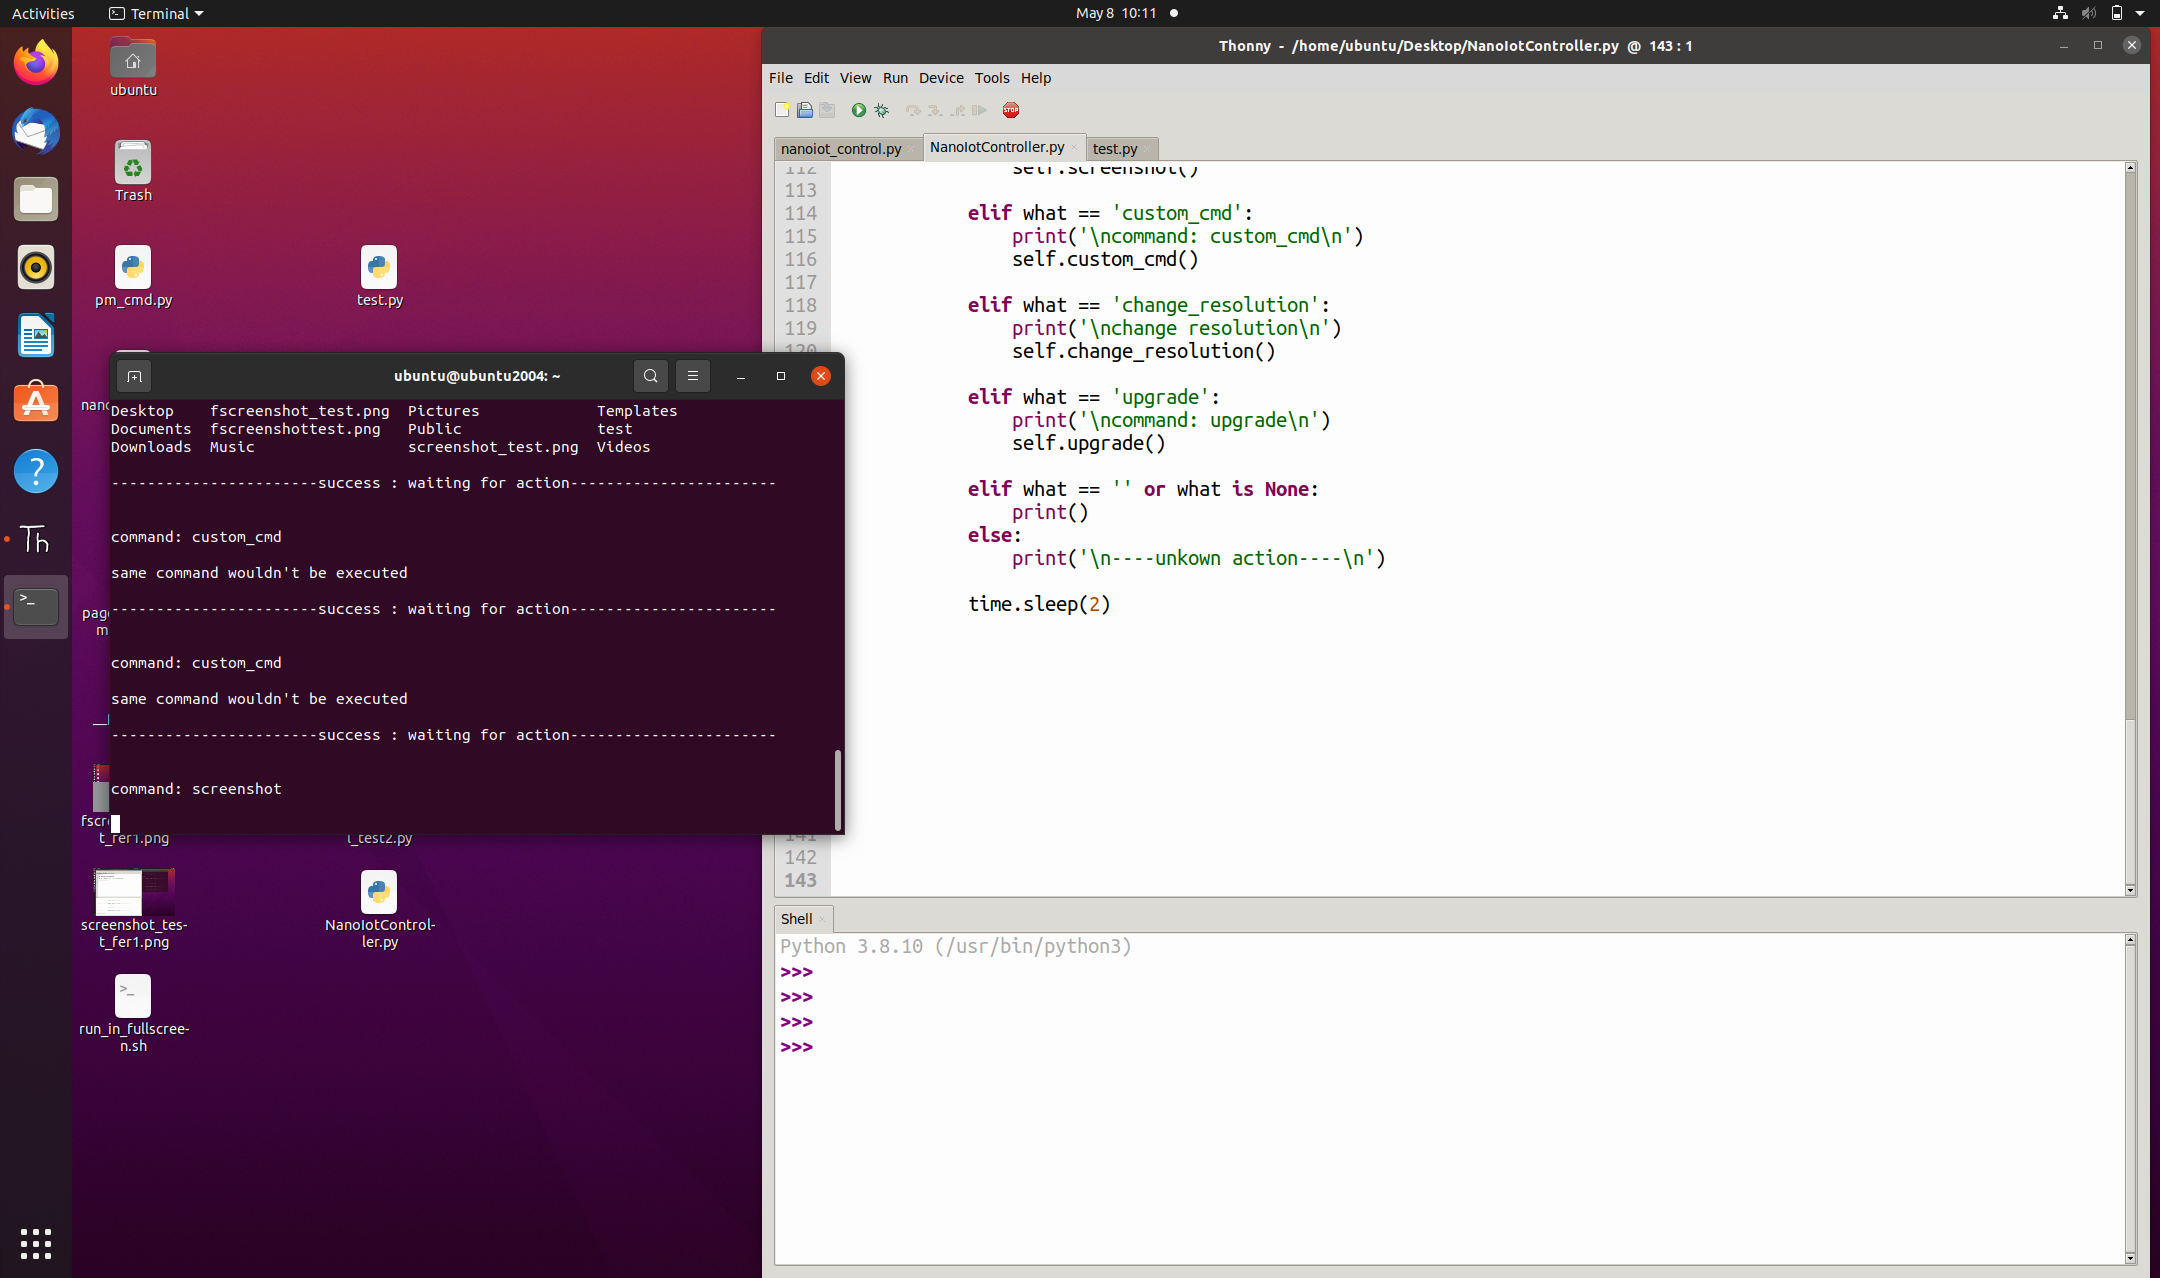 Activities
Terminal
May 8 10:11
ubuntu
Trash
pm_cmd.py
test.py
t_fer1.png
t_test2.py
screenshot_tes-
t_fer1.png
NanoIotControl-
ler.py
run_in_fullscree-
n.sh
ubuntu@ubuntu2004: ~
Desktop fscreenshot_test.png Pictures Templates
Documents fscreenshottest.png Public test
Downloads Music screenshot_test.png Videos
-----------------------success : waiting for action-----------------------
command: custom_cmd
same command wouldn't be executed
-----------------------success : waiting for action-----------------------
command: custom_cmd
same command wouldn't be executed
-----------------------success : waiting for action-----------------------
command: screenshot
Thonny - /home/ubuntu/Desktop/NanoIotController.py @ 143 : 1
File Edit View Run Device Tools Help
STOP
nanoiot_control.py NanoIotController.py test.py
112 self.screenshot()
113
114 elif what == 'custom_cmd':
115 print('\ncommand: custom_cmd\n')
116 self.custom_cmd()
117
118 elif what == 'change_resolution':
119 print('\nchange resolution\n')
120 self.change_resolution()
elif what == 'upgrade':
print('\ncommand: upgrade\n')
self.upgrade()
elif what == '' or what is None:
print()
else:
print('\n----unkown action----\n')
time.sleep(2)
141
142
143
Shell
Python 3.8.10 (/usr/bin/python3)
>>>
>>>
>>>
>>>